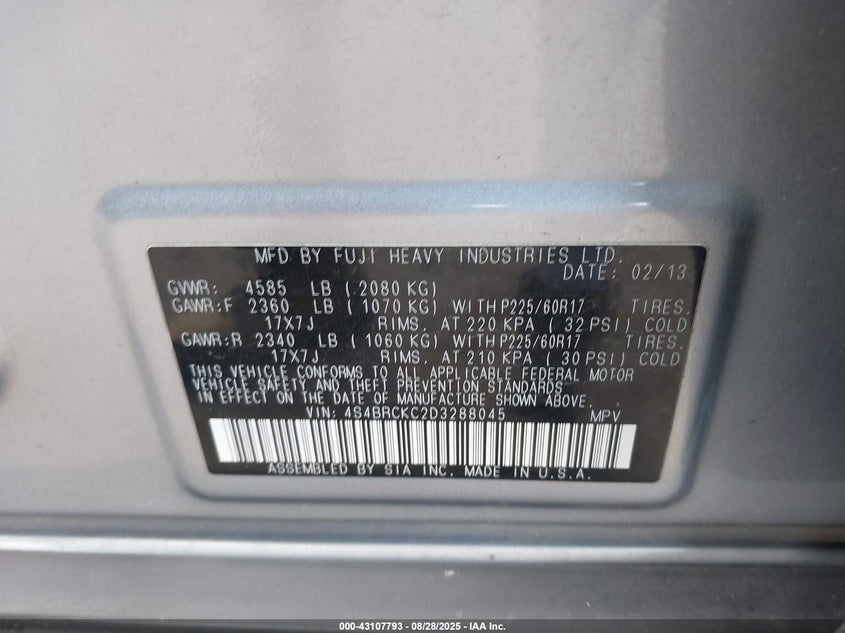 MFD BY FUJI HEAVY INDUSTRIES LTD.
DATE: 02/13
GVWR: 4585 LB ( 2080 KG)
GAWR:F 2360 LB ( 1070 KG) WITH P225/60R17 TIRES.
17X7J RIMS. AT 220 KPA ( 32 PSI) COLD
GAWR:R 2340 LB ( 1060 KG) WITH P225/60R17 TIRES.
17X7J RIMS. AT 210 KPA ( 30 PSI) COLD
THIS VEHICLE CONFORMS TO ALL APPLICABLE FEDERAL MOTOR
VEHICLE SAFETY AND THEFT PREVENTION STANDARDS
IN EFFECT ON THE DATE OF MANUFACTURE SHOWN ABOVE.
VIN: 4S4BRCKC2D3288045 MPV
ASSEMBLED BY SIA INC. MADE IN U.S.A.
000-43107793 - 08/28/2025 - IAA Inc.